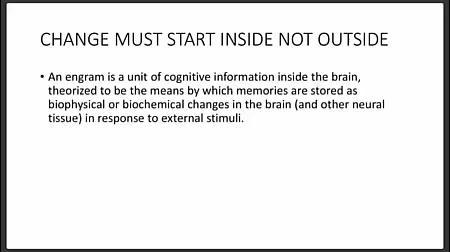 CHANGE MUST START INSIDE NOT OUTSIDE
• An engram is a unit of cognitive information inside the brain,
theorized to be the means by which memories are stored as
biophysical or biochemical changes in the brain (and other neural
tissue) in response to external stimuli.